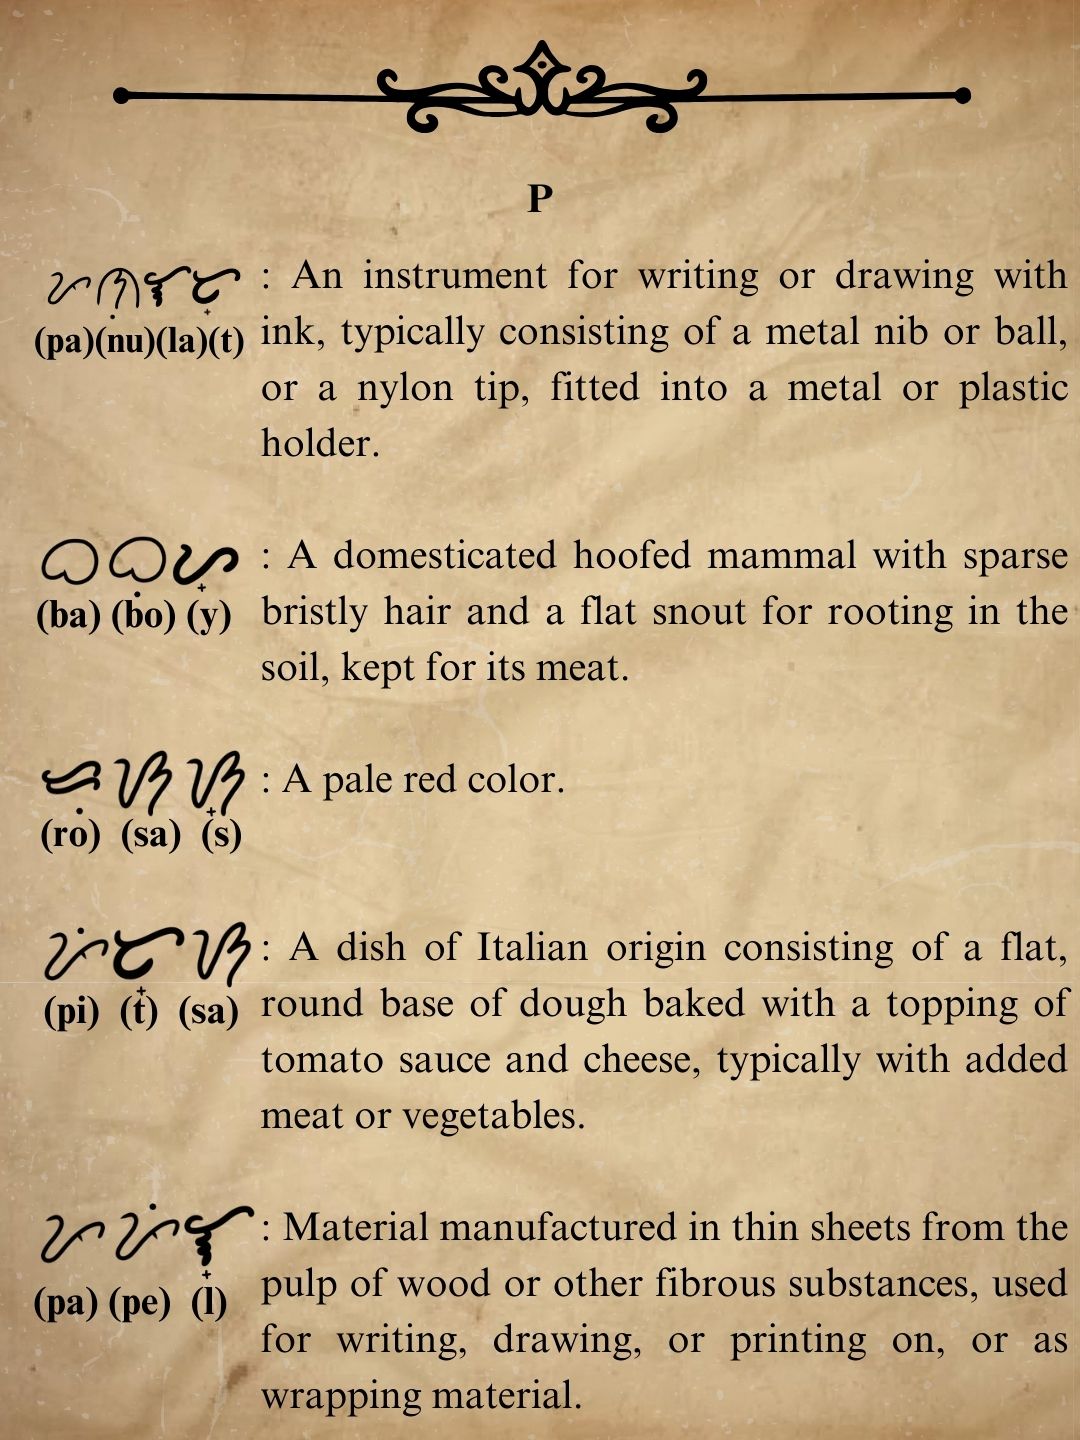 P
ᜉᜈᜓᜎᜆ᜔ : An instrument for writing or drawing with
(pa)(nu)(la)(t) ink, typically consisting of a metal nib or ball,
or a nylon tip, fitted into a metal or plastic
holder.
ᜊᜊᜓᜌ᜔ : A domesticated hoofed mammal with sparse
(ba) (bo) (y) bristly hair and a flat snout for rooting in the
soil, kept for its meat.
ᜍᜓᜐᜐ᜔ : A pale red color.
(ro) (sa) (s)
ᜉᜒᜆ᜔ᜐ : A dish of Italian origin consisting of a flat,
(pi) (t) (sa) round base of dough baked with a topping of
tomato sauce and cheese, typically with added
meat or vegetables.
ᜉᜉᜒᜎ᜔ : Material manufactured in thin sheets from the
(pa) (pe) (l) pulp of wood or other fibrous substances, used
for writing, drawing, or printing on, or as
wrapping material.